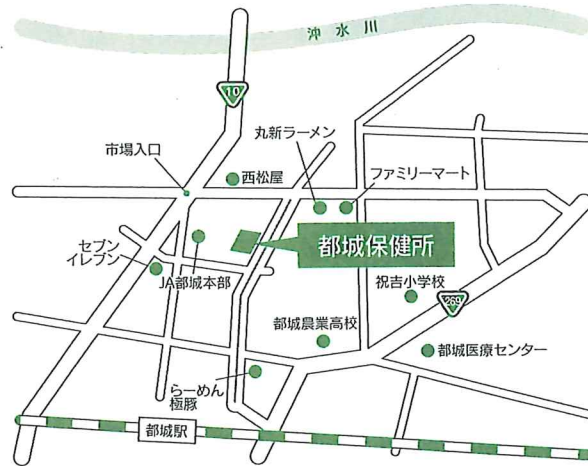 沖水川
10
丸新ラーメン
市場入口
西松屋
ファミリーマート
都城保健所
セブン
イレブン
JA都城本部
祝吉小学校
269
都城農業高校
都城医療センター
らーめん
極豚
都城駅